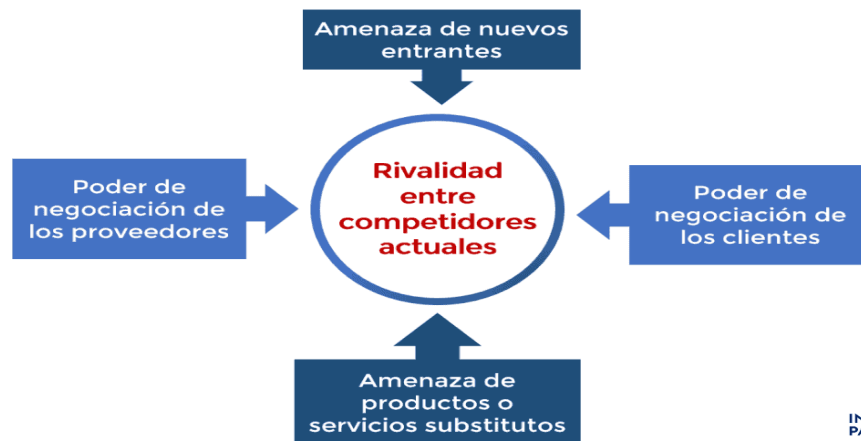 Amenaza de nuevos
entrantes
Poder de
negociación de
los proveedores
Rivalidad
entre
competidores
actuales
Poder de
negociación de
los clientes
Amenaza de
productos o
servicios substitutos